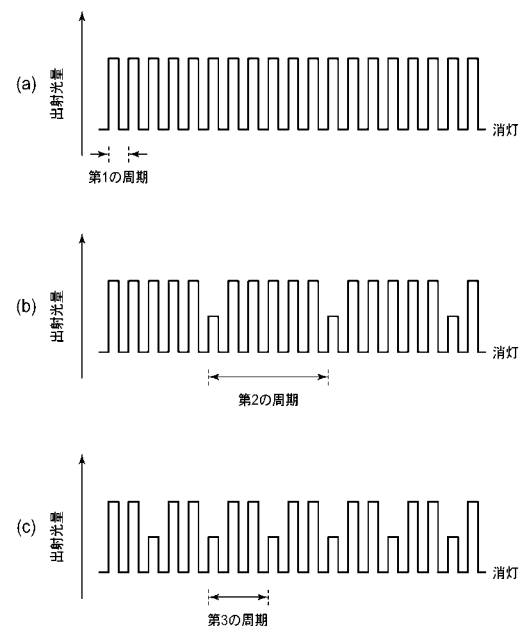 (a)
出射光量
消灯
第1の周期
(b)
出射光量
消灯
第2の周期
(c)
出射光量
消灯
第3の周期